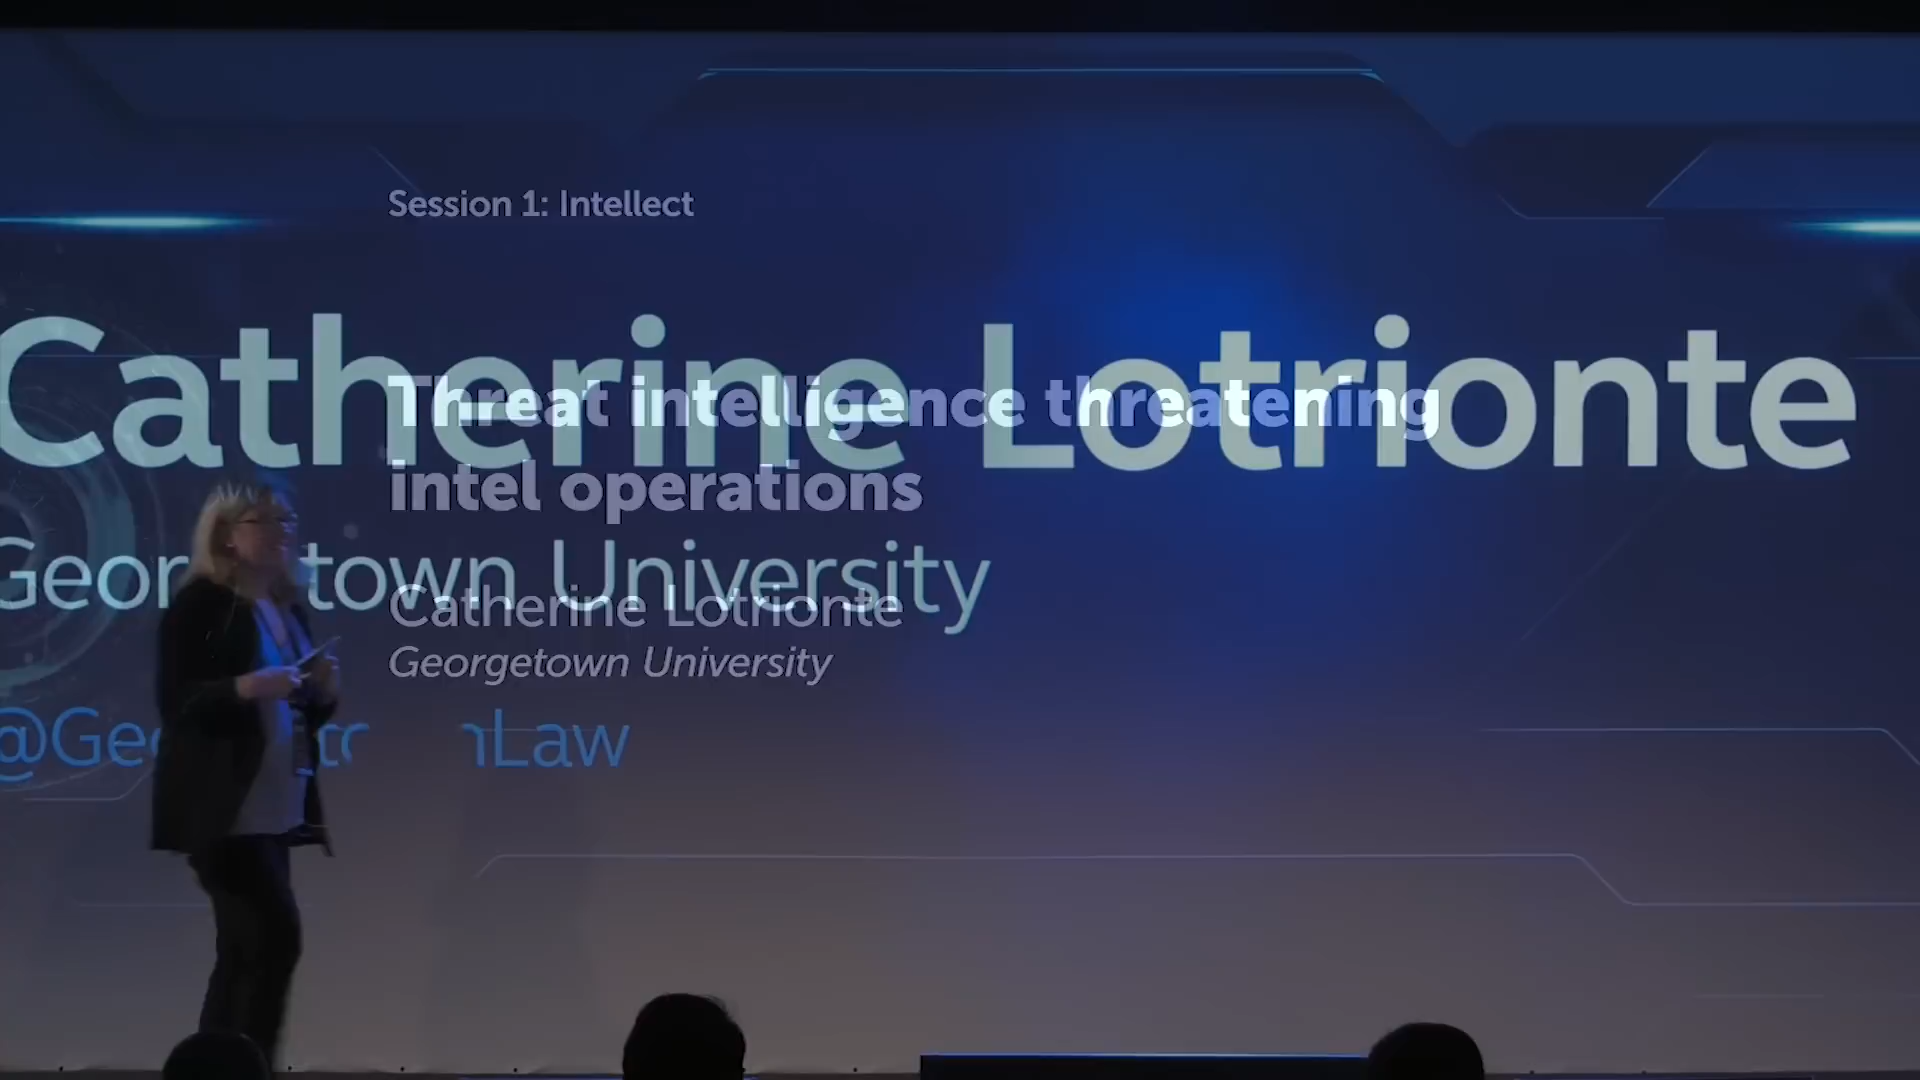 Session 1: Intellect
Catherine Lotrionte
Threat intelligence threatening
intel operations
Georgetown University
Catherine Lotrionte
Georgetown University